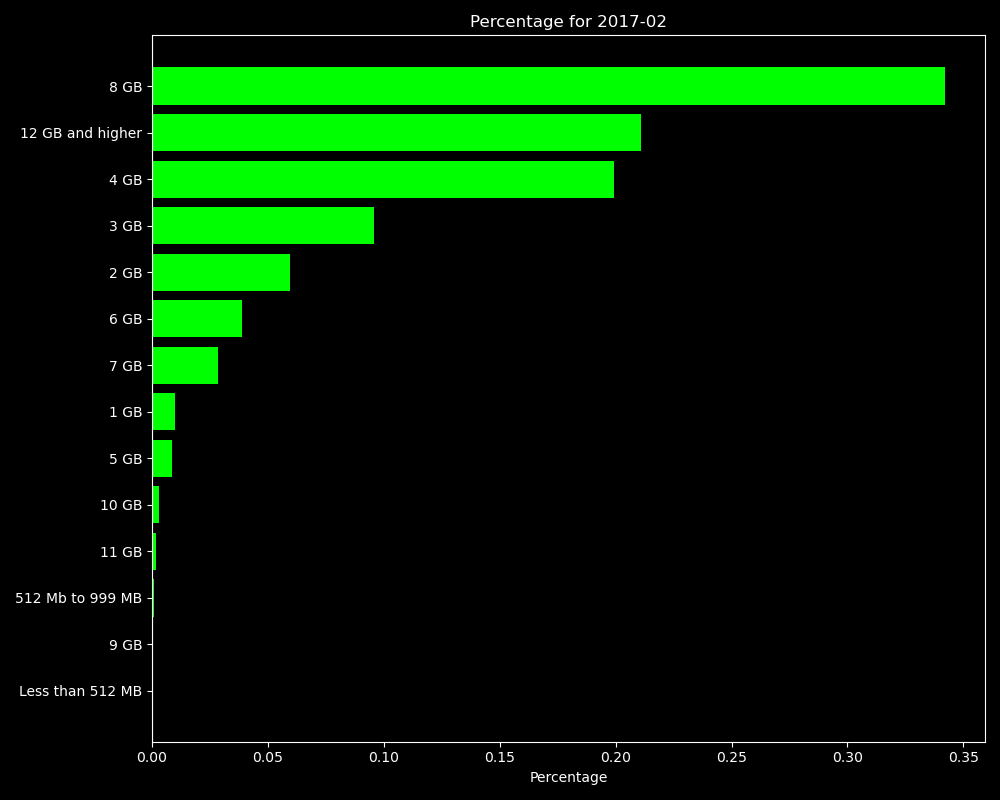 Percentage for 2017-02
8 GB
12 GB and higher
4 GB
3 GB
2 GB
6 GB
7 GB
1 GB
5 GB
10 GB
11 GB
512 Mb to 999 MB
9 GB
Less than 512 MB
0.00 0.05 0.10 0.15 0.20 0.25 0.30 0.35
Percentage